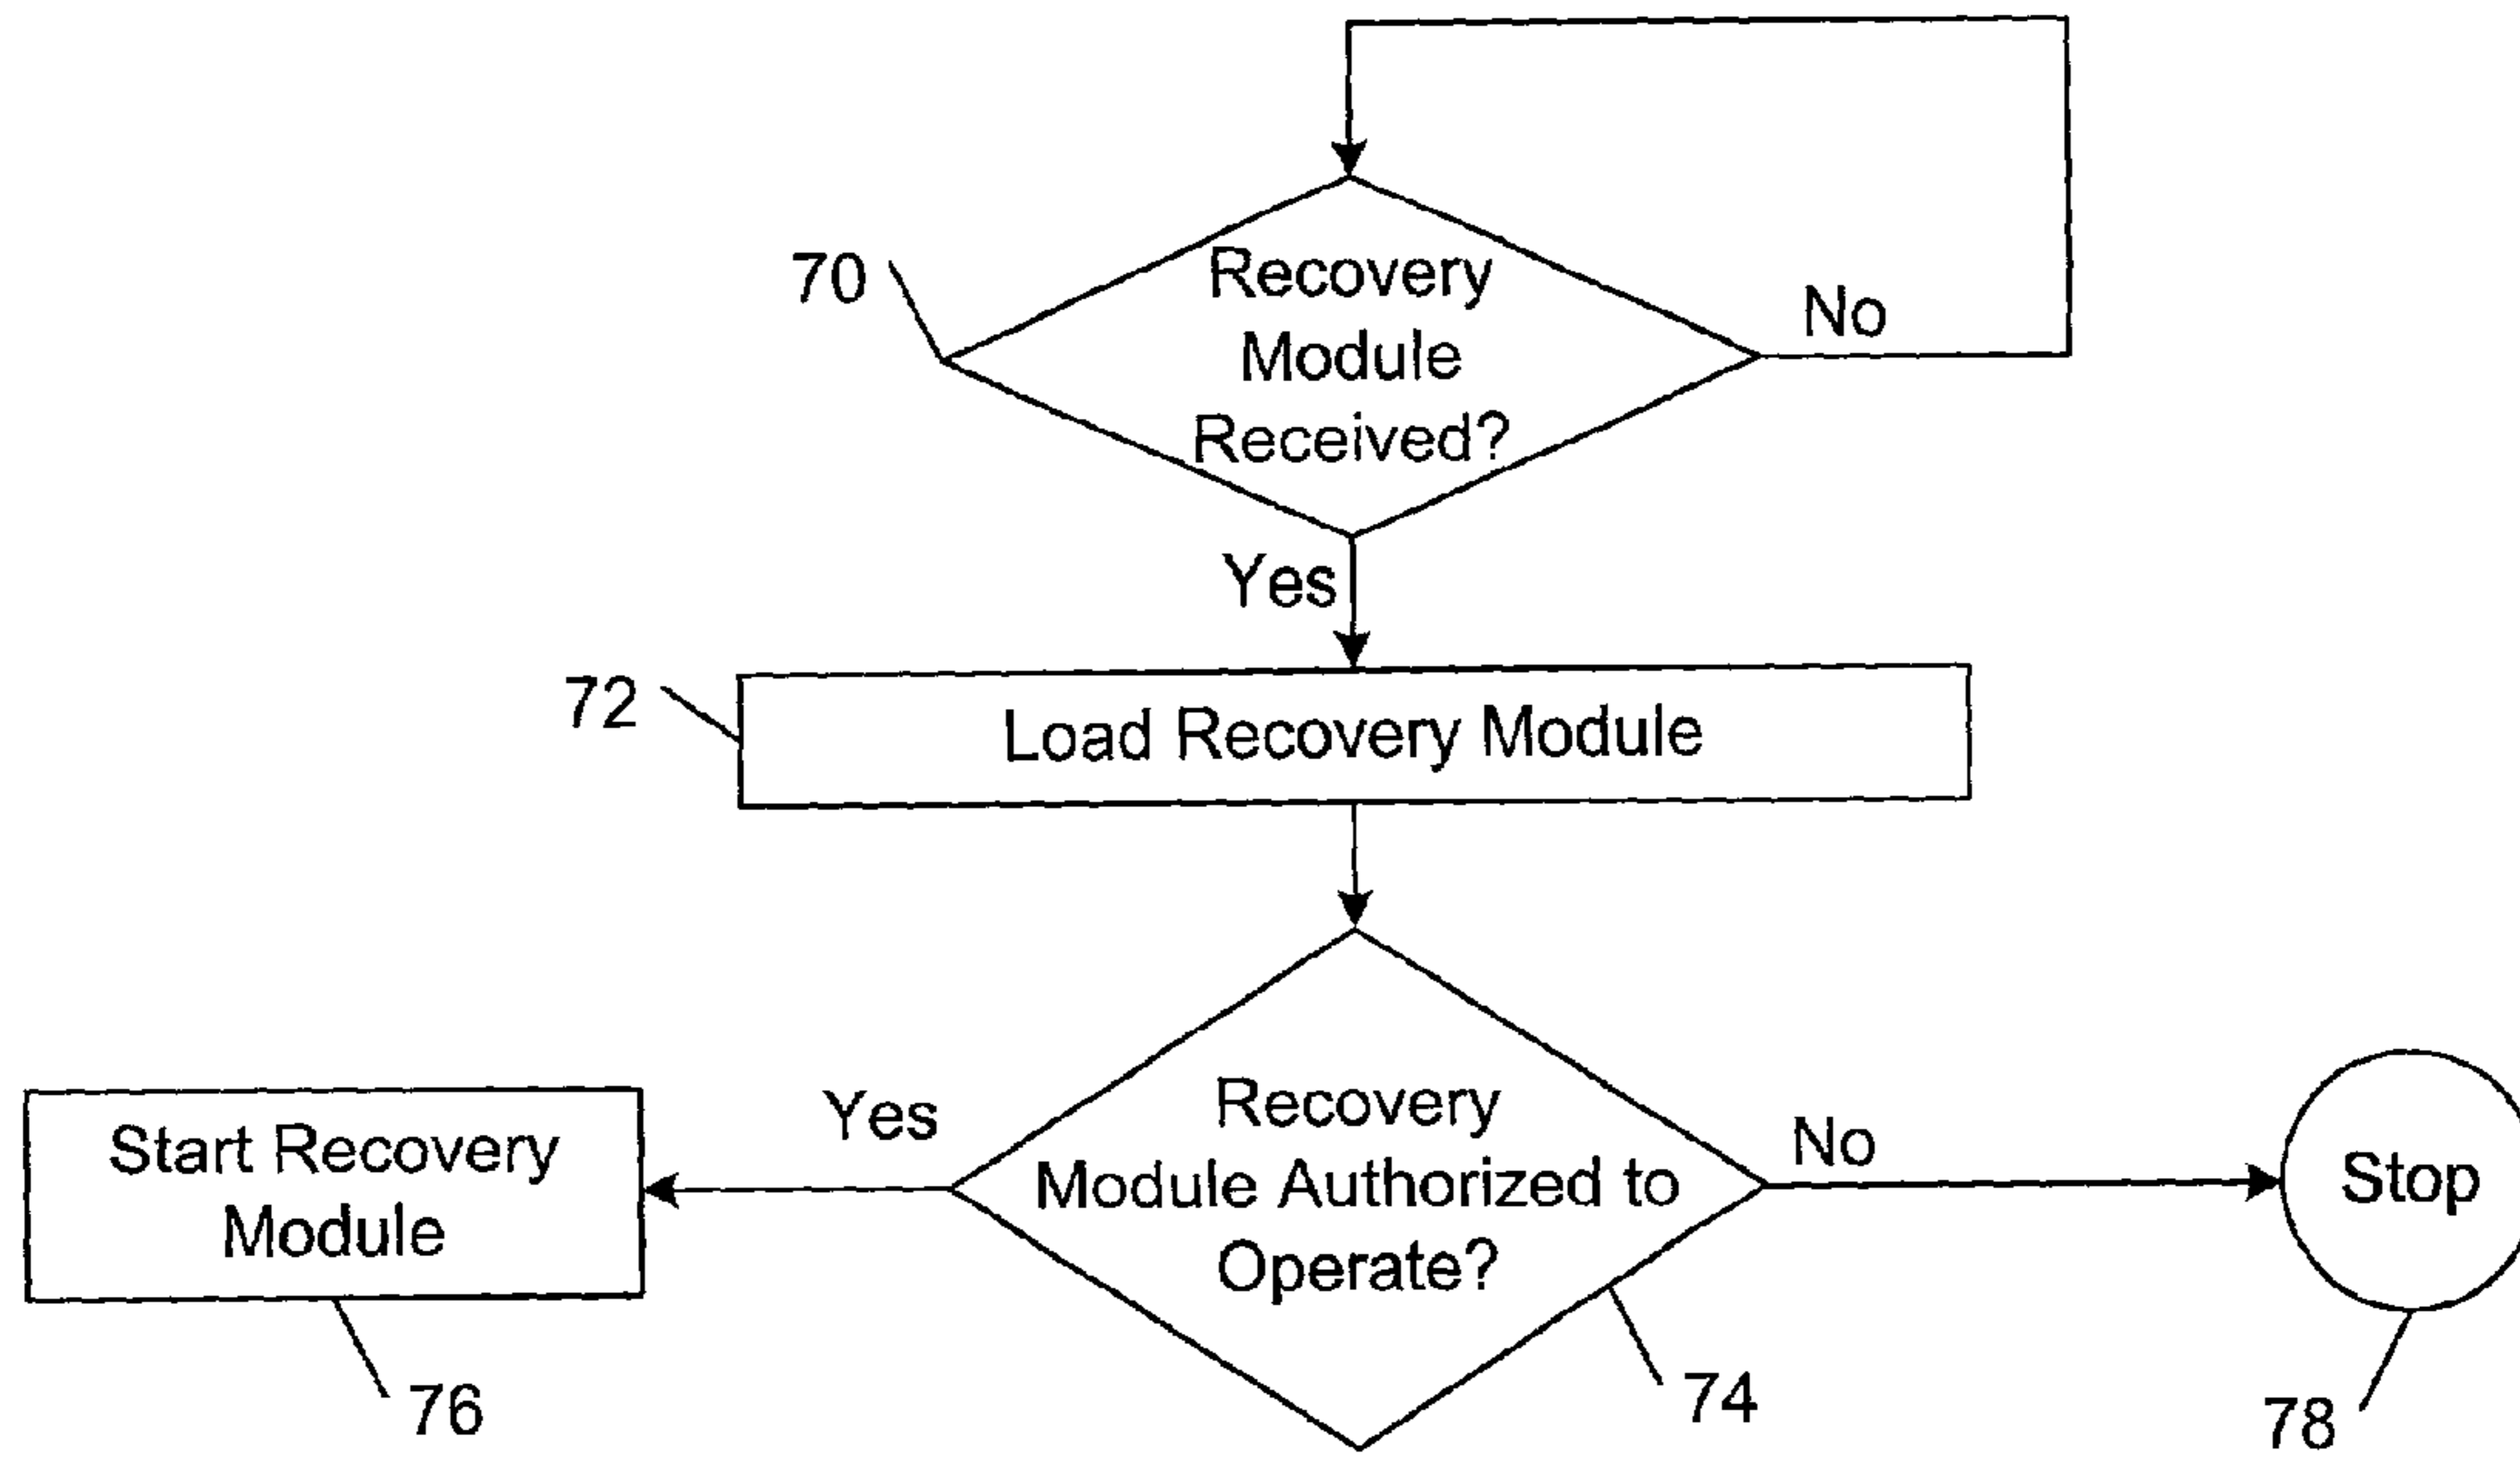 70
Recovery
Module
Received?
No
Yes
72
Load Recovery Module
Recovery
Module Authorized to
Operate?
Yes
No
Start Recovery
Module
Stop
76
74
78